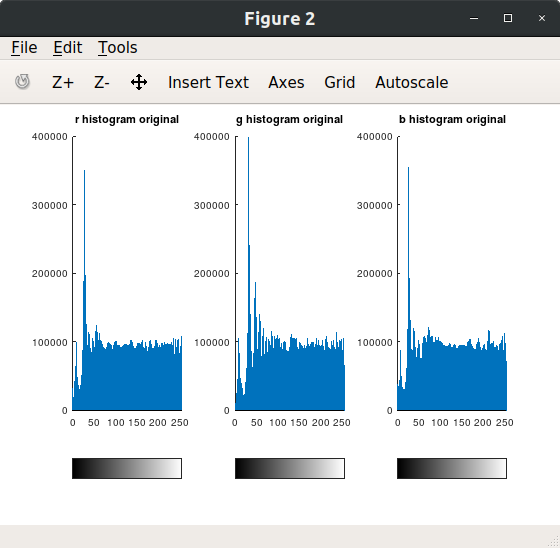 Figure 2
File Edit Tools
Z+ Z- Insert Text Axes Grid Autoscale
r histogram original g histogram original b histogram original
400000 400000 400000
300000 300000 300000
200000 200000 200000
100000 100000 100000
0 0 0
0 50 100 150 200 250 0 50 100 150 200 250 0 50 100 150 200 250